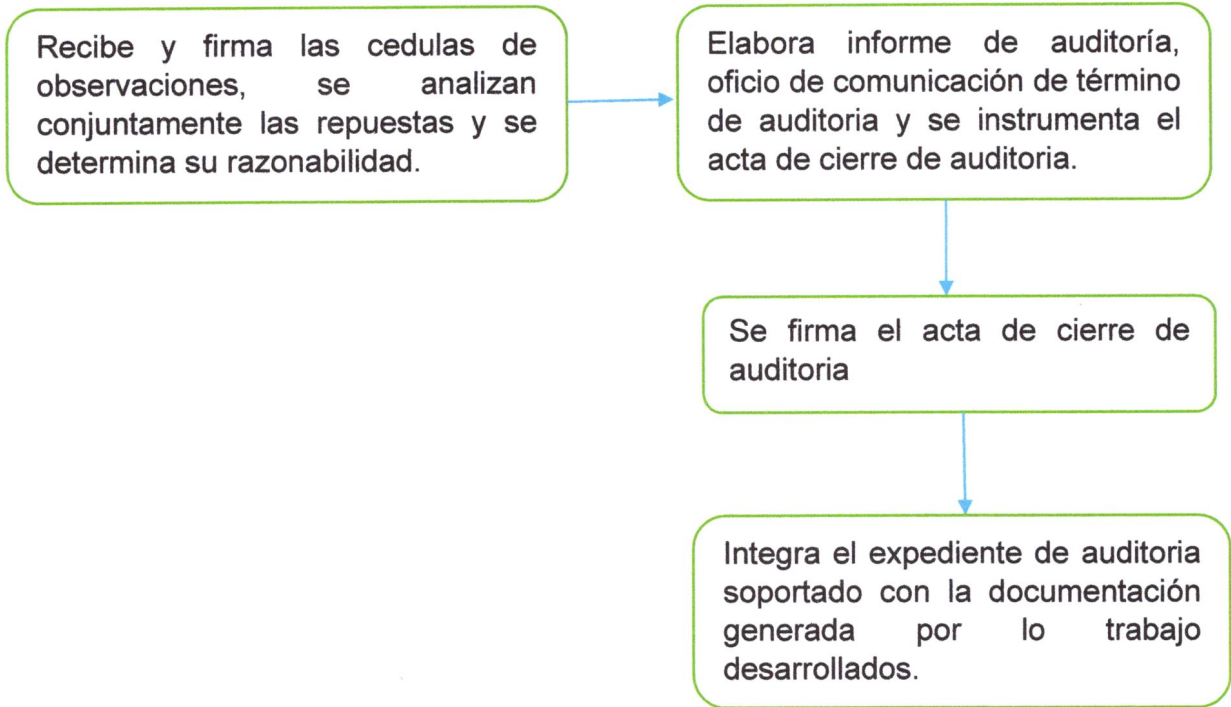 Recibe y firma las cedulas de
observaciones, se analizan
conjuntamente las repuestas y se
determina su razonabilidad.
Elabora informe de auditoría,
oficio de comunicación de término
de auditoria y se instrumenta el
acta de cierre de auditoria.
Se firma el acta de cierre de
auditoria
Integra el expediente de auditoria
soportado con la documentación
generada por lo trabajo
desarrollados.